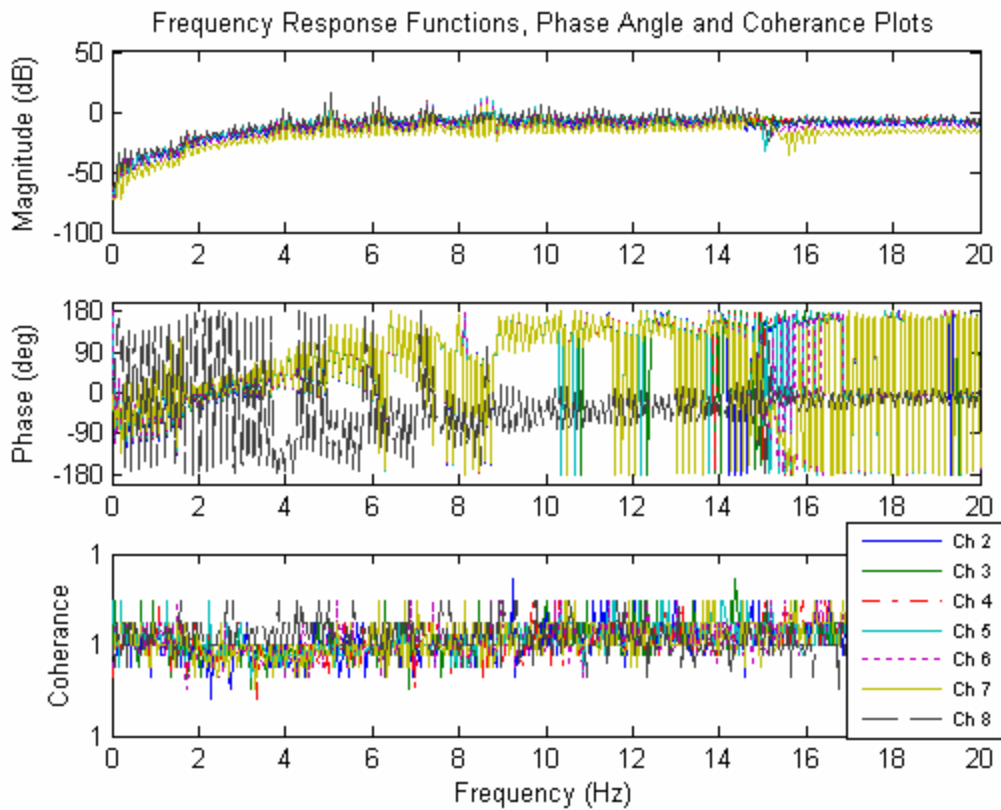 Frequency Response Functions, Phase Angle and Coherance Plots
50
0
-50
-100
Magnitude (dB)
0 2 4 6 8 10 12 14 16 18 20
180
90
0
-90
-180
Phase (deg)
0 2 4 6 8 10 12 14 16 18 20
1
1
1
Coherance
0 2 4 6 8 10 12 14 16 18 20
Frequency (Hz)
Ch 2
Ch 3
Ch 4
Ch 5
Ch 6
Ch 7
Ch 8